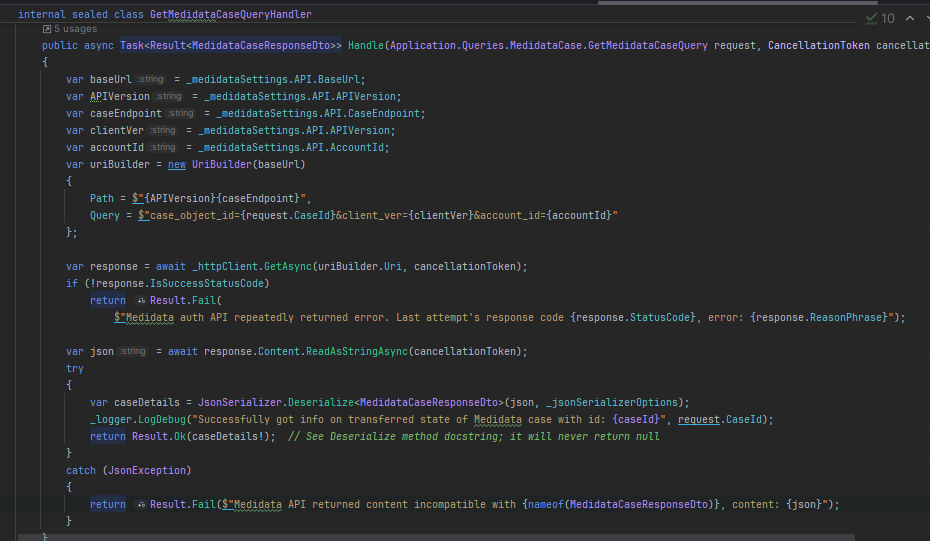 internal sealed class GetMedidataCaseQueryHandler
10
5 usages
public async Task<Result<MedidataCaseResponseDto>> Handle(Application.Queries.MedidataCase.GetMedidataCaseQuery request, CancellationToken cancellat
{
var baseUrl :string = _medidataSettings.API.BaseUrl;
var APIVersion :string = _medidataSettings.API.APIVersion;
var caseEndpoint :string = _medidataSettings.API.CaseEndpoint;
var clientVer :string = _medidataSettings.API.APIVersion;
var accountId :string = _medidataSettings.API.AccountId;
var uriBuilder = new UriBuilder(baseUrl)
{
Path = $"{APIVersion}{caseEndpoint}",
Query = $"case_object_id={request.CaseId}&client_ver={clientVer}&account_id={accountId}"
};
var response = await _httpClient.GetAsync(uriBuilder.Uri, cancellationToken);
if (!response.IsSuccessStatusCode)
return Result.Fail(
$"Medidata auth API repeatedly returned error. Last attempt's response code {response.StatusCode}, error: {response.ReasonPhrase}");
var json :string = await response.Content.ReadAsStringAsync(cancellationToken);
try
{
var caseDetails = JsonSerializer.Deserialize<MedidataCaseResponseDto>(json, _jsonSerializerOptions);
_logger.LogDebug("Successfully got info on transferred state of Medidata case with id: {caseId}", request.CaseId);
return Result.Ok(caseDetails!); // See Deserialize method docstring; it will never return null
}
catch (JsonException)
{
return Result.Fail($"Medidata API returned content incompatible with {nameof(MedidataCaseResponseDto)}, content: {json}");
}
}